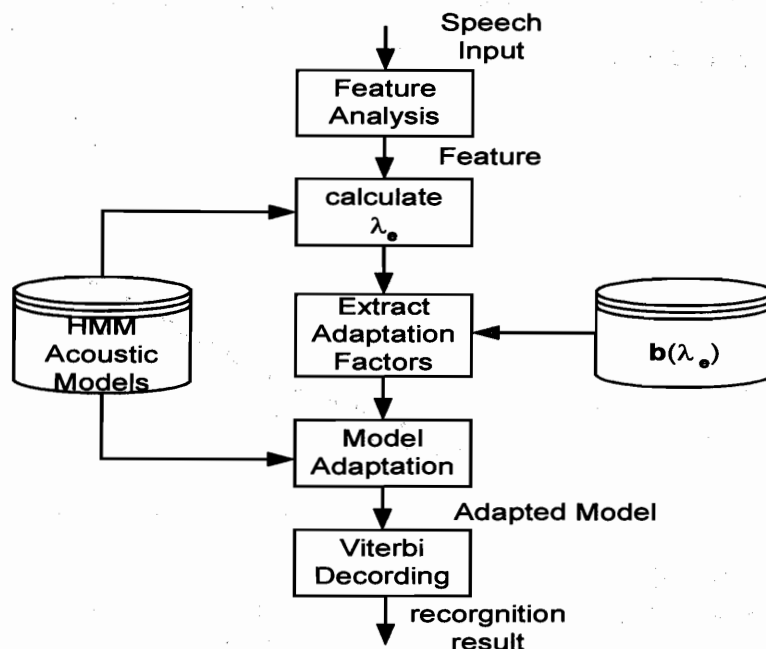 Speech
Input
Feature
Analysis
Feature
calculate
λe
HMM
Acoustic
Models
Extract
Adaptation
Factors
b(λe)
Model
Adaptation
Adapted Model
Viterbi
Decording
recorgnition
result